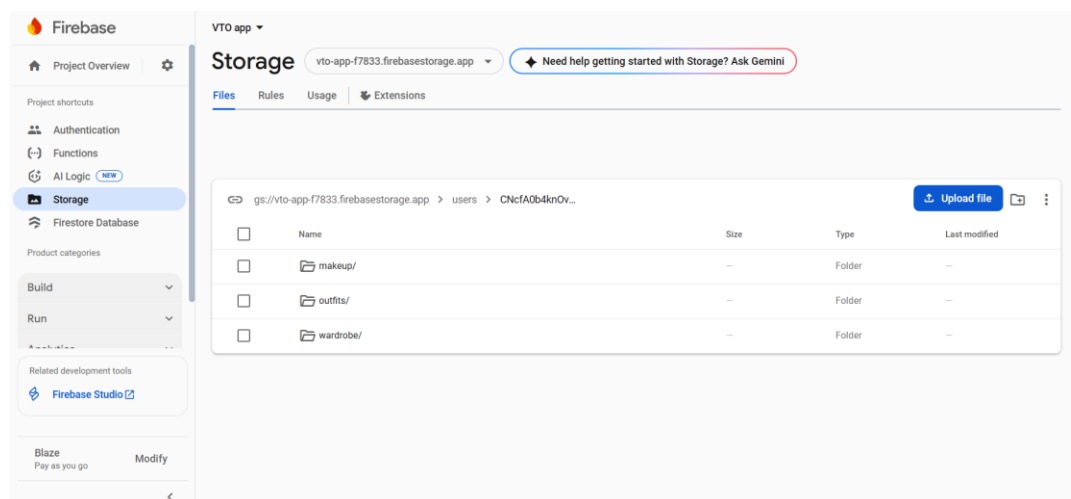 Firebase
Project Overview
Project shortcuts
Authentication
Functions
AI Logic NEW
Storage
Firestore Database
Product categories
Build
Run
Related development tools
Firebase Studio
Blaze
Pay as you go
Modify
VTO app
Storage vto-app-f7833.firebasestorage.app Need help getting started with Storage? Ask Gemini
Files Rules Usage Extensions
gs://vto-app-f7833.firebasestorage.app > users > CNcfA0b4knOv... Upload file
Name Size Type Last modified
makeup/ — Folder —
outfits/ — Folder —
wardrobe/ — Folder —